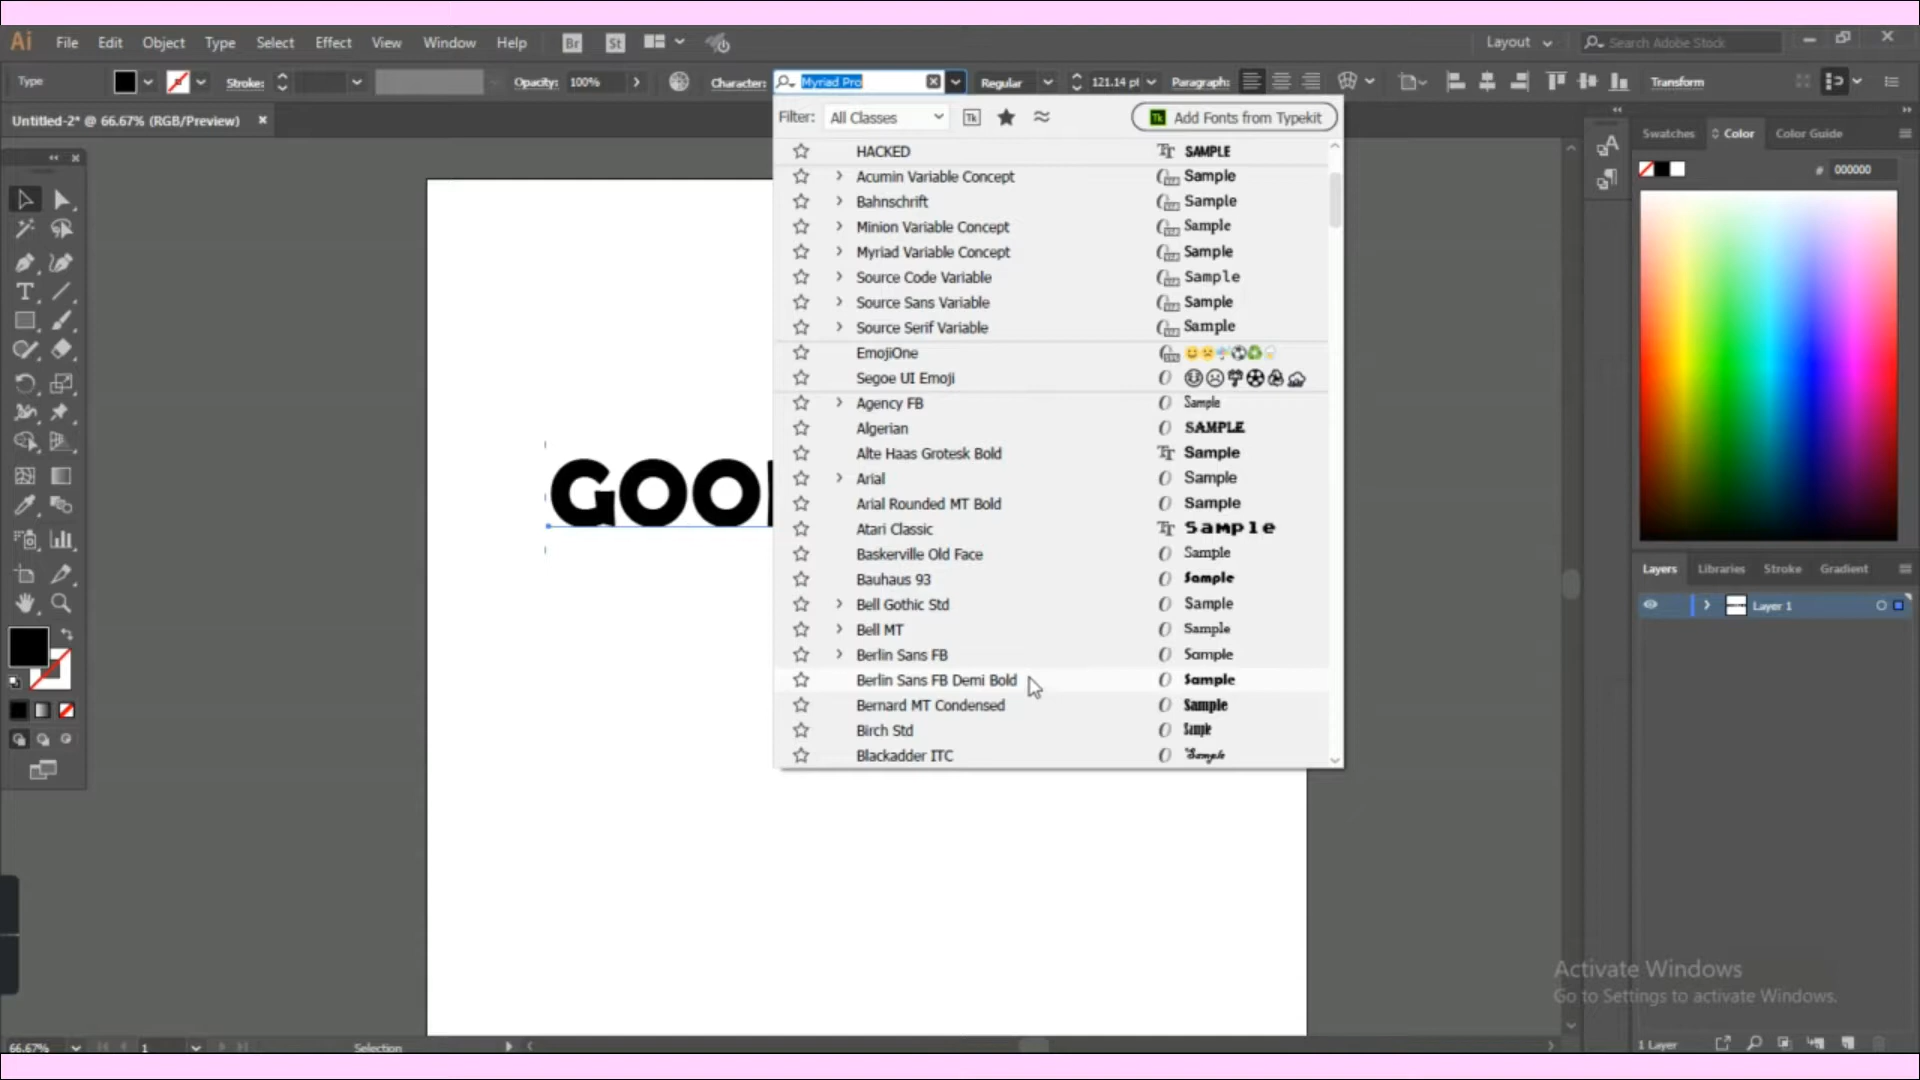 Ai File Edit Object Type Select Effect View Window Help Br St Layout Search Adobe Stock
Type Stroke: Opacity: 100% Character: Myriad Pro Regular 121.14 pt Paragraph: Transform
Untitled-2* @ 66.67% (RGB/Preview)
Filter: All Classes Tk Tk Add Fonts from Typekit
HACKED SAMPLE
Acumin Variable Concept Sample
Bahnschrift Sample
Minion Variable Concept Sample
Myriad Variable Concept Sample
Source Code Variable Sample
Source Sans Variable Sample
Source Serif Variable Sample
EmojiOne
Segoe UI Emoji
Agency FB Sample
Algerian SAMPLE
Alte Haas Grotesk Bold Sample
Arial Sample
Arial Rounded MT Bold Sample
Atari Classic Sample
Baskerville Old Face Sample
Bauhaus 93 Sample
Bell Gothic Std Sample
Bell MT Sample
Berlin Sans FB Sample
Berlin Sans FB Demi Bold Sample
Bernard MT Condensed Sample
Birch Std Sample
Blackadder ITC Sample
GOO
Swatches Color Color Guide
# 000000
Layers Libraries Stroke Gradient
Layer 1
Activate Windows
Go to Settings to activate Windows.
66.67% 1 Selection 1 Layer